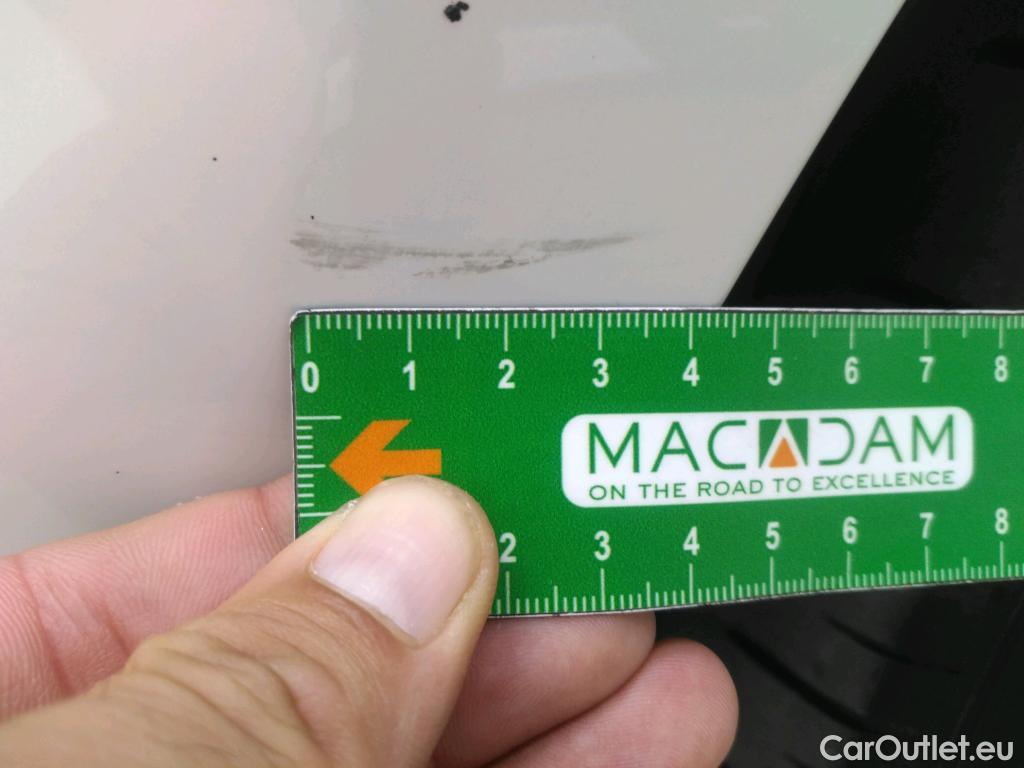 0 1 2 3 4 5 6 7 8
MACADAM
ON THE ROAD TO EXCELLENCE
2 3 4 5 6 7 8
CarOutlet.eu